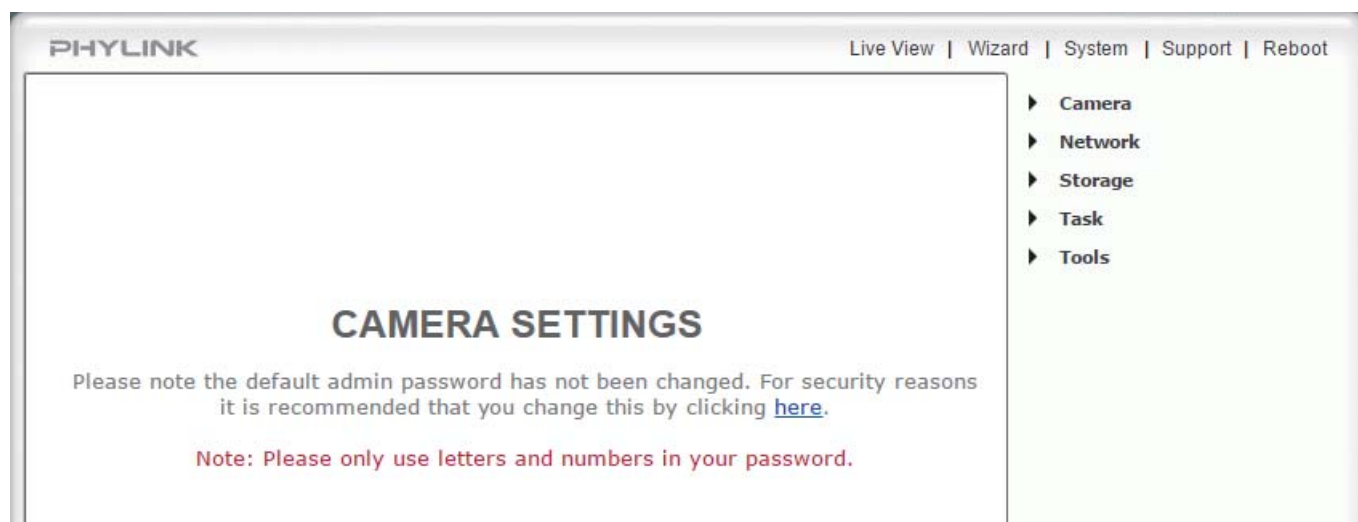 PHYLINK
Live View | Wizard | System | Support | Reboot
Camera
Network
Storage
Task
Tools
CAMERA SETTINGS
Please note the default admin password has not been changed. For security reasons
it is recommended that you change this by clicking here.
Note: Please only use letters and numbers in your password.